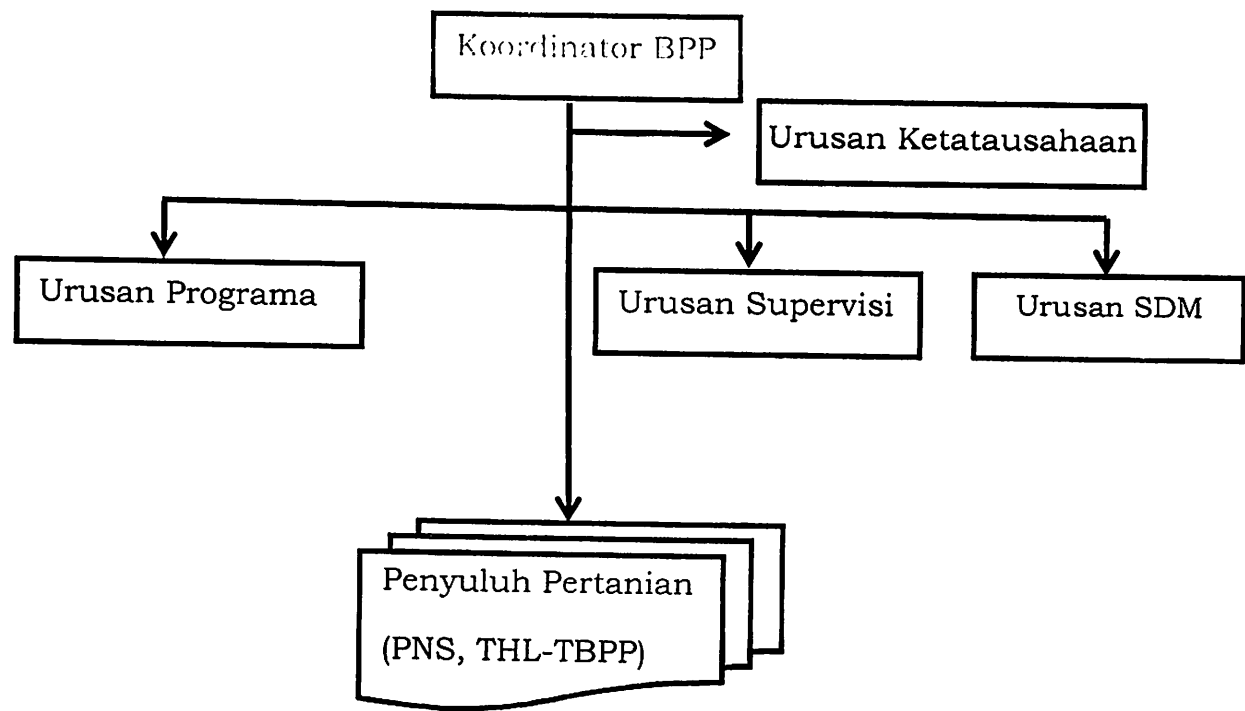 Koordinator BPP
Urusan Ketatausahaan
Urusan Programa
Urusan Supervisi
Urusan SDM
Penyuluh Pertanian
(PNS, THL-TBPP)